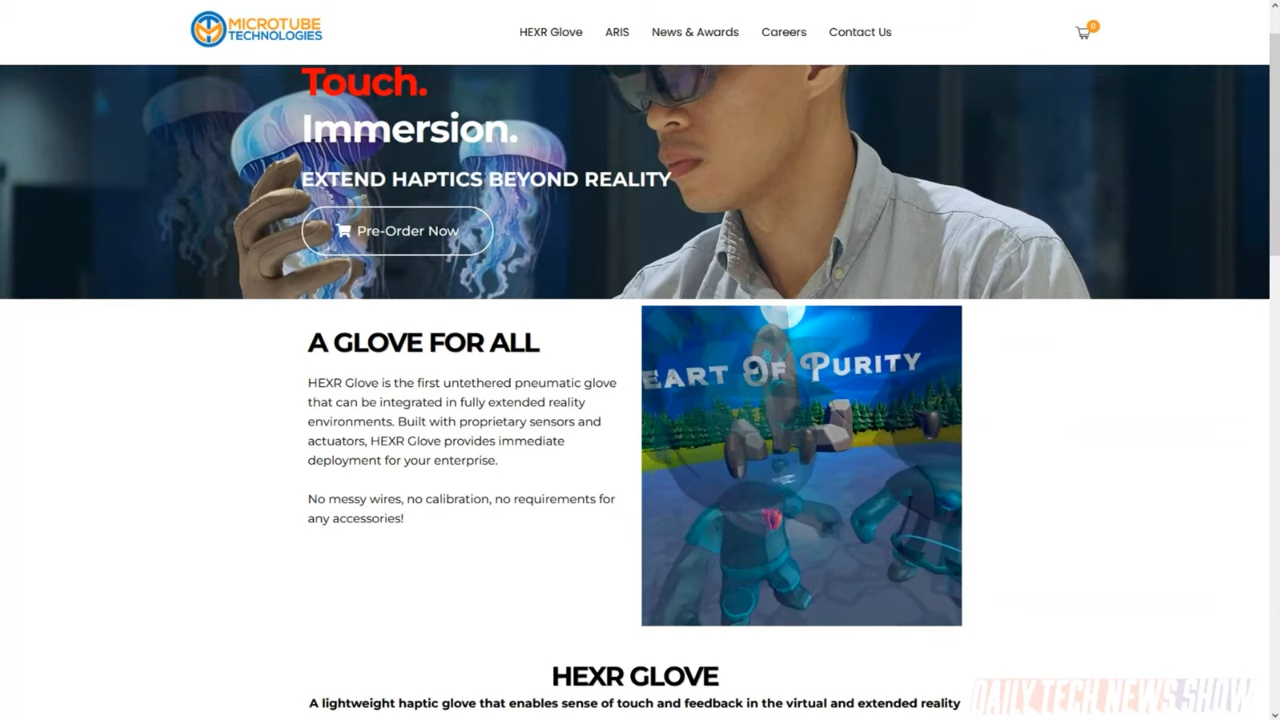 MICROTUBE
TECHNOLOGIES
HEXR Glove
ARIS
News & Awards
Careers
Contact Us
0
Touch.
Immersion.
EXTEND HAPTICS BEYOND REALITY
Pre-Order Now
A GLOVE FOR ALL
HEXR Glove is the first untethered pneumatic glove
that can be integrated in fully extended reality
environments. Built with proprietary sensors and
actuators, HEXR Glove provides immediate
deployment for your enterprise.
No messy wires, no calibration, no requirements for
any accessories!
EART OF PURITY
HEXR GLOVE
A lightweight haptic glove that enables sense of touch and feedback in the virtual and extended reality
DAILY TECH NEWS SHOW